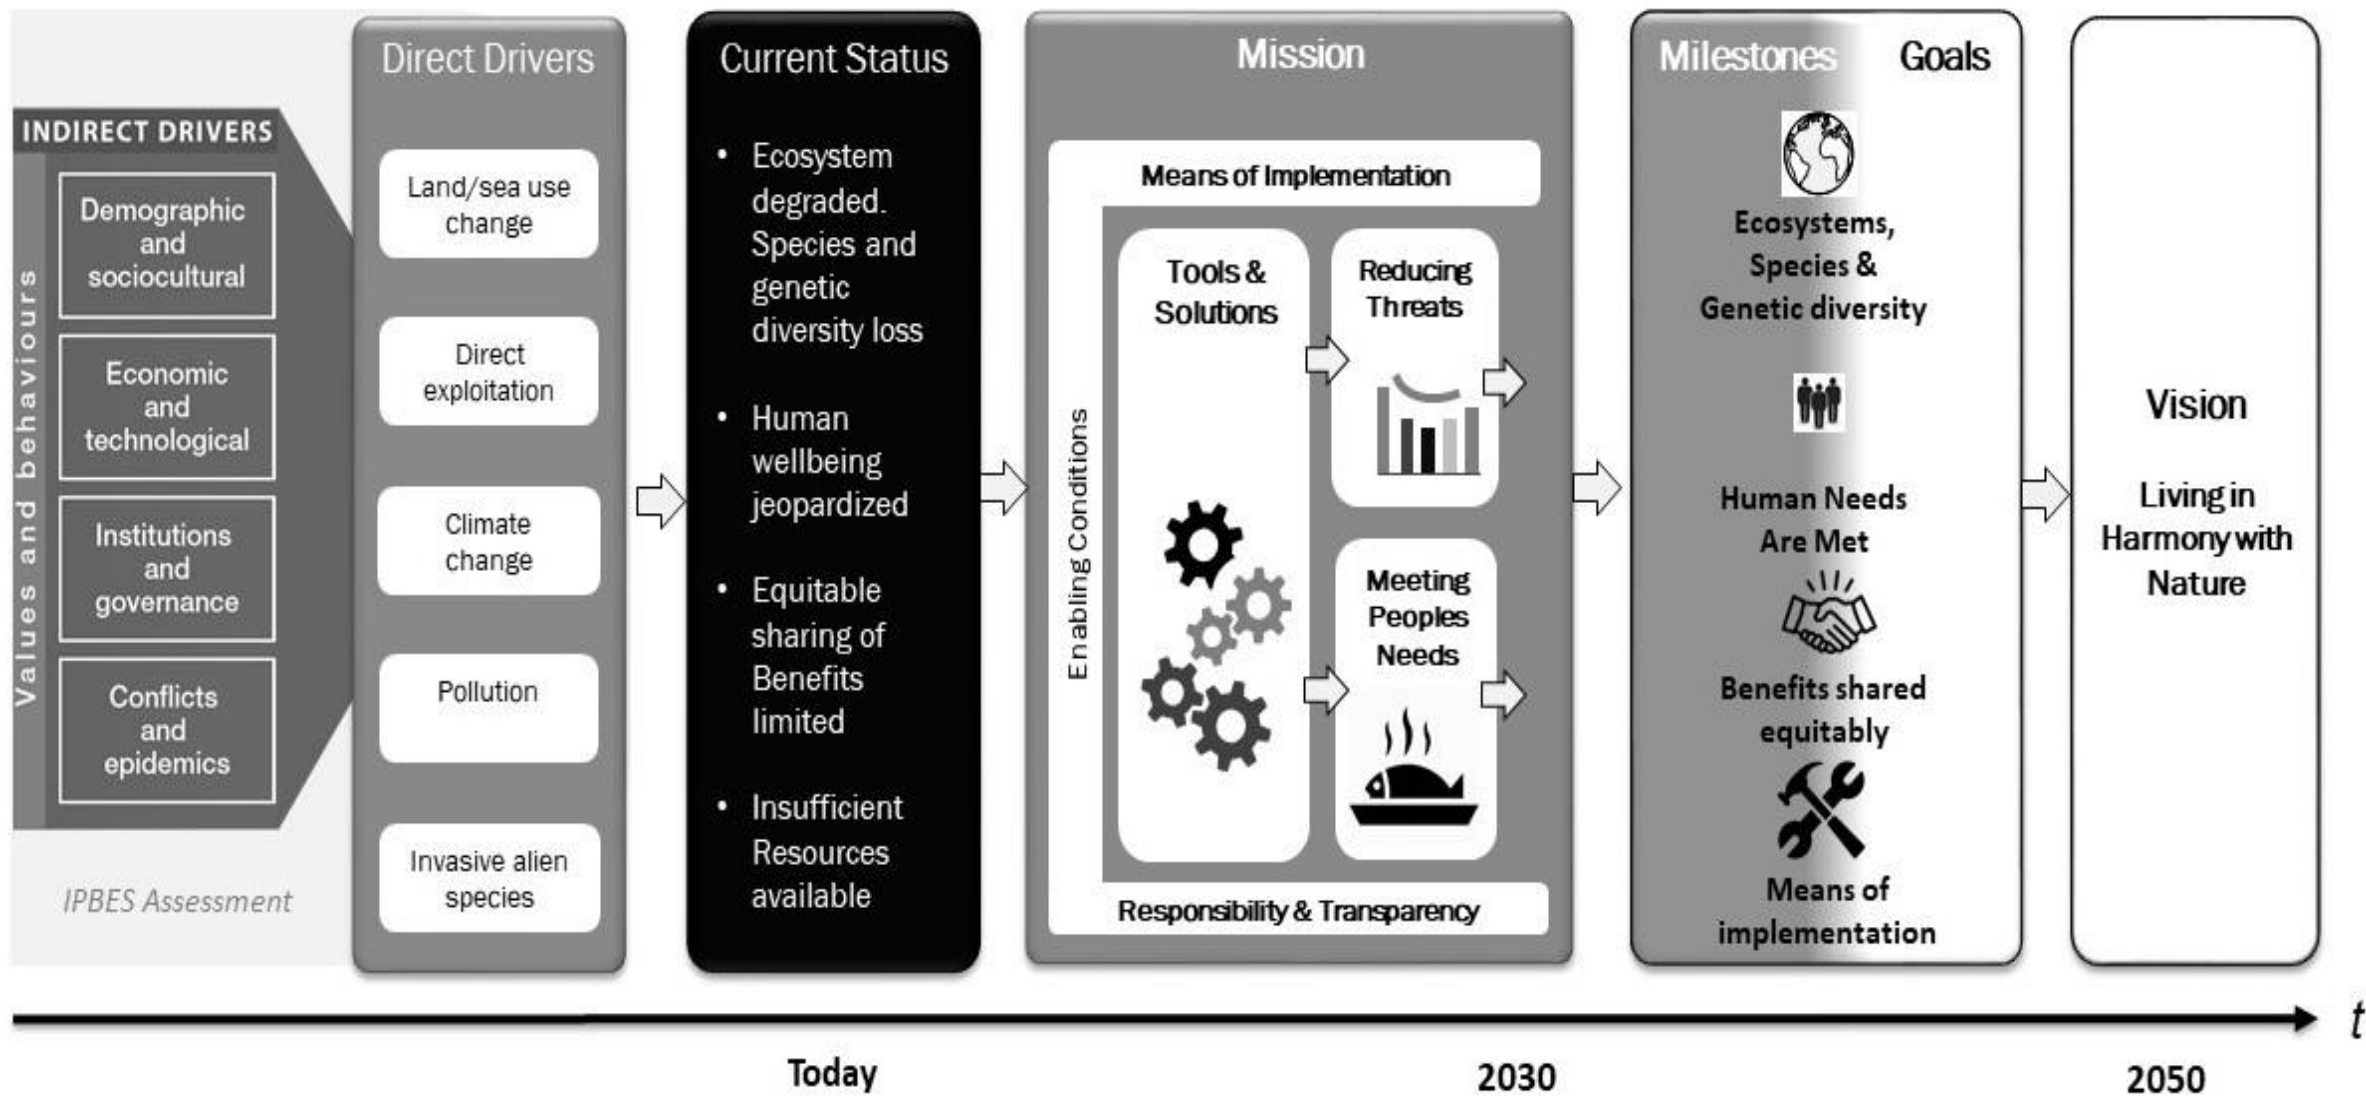 INDIRECT DRIVERS
Values and behaviours
Demographic
and
sociocultural
Economic
and
technological
Institutions
and
governance
Conflicts
and
epidemics
IPBES Assessment
Direct Drivers
Land/sea use
change
Direct
exploitation
Climate
change
Pollution
Invasive alien
species
Current Status
• Ecosystem
degraded.
Species and
genetic
diversity loss
• Human
wellbeing
jeopardized
• Equitable
sharing of
Benefits
limited
• Insufficient
Resources
available
Mission
Means of Implementation
Enabling Conditions
Tools &
Solutions
Reducing
Threats
Meeting
Peoples
Needs
Responsibility & Transparency
Milestones Goals
Ecosystems,
Species &
Genetic diversity
Human Needs
Are Met
Benefits shared
equitably
Means of
implementation
Vision
Living in
Harmony with
Nature
t
Today
2030
2050